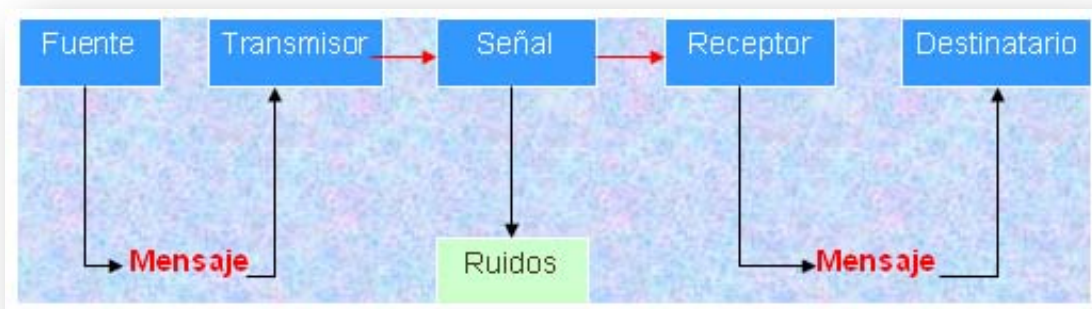 Fuente
Transmisor
Señal
Receptor
Destinatario
Mensaje
Ruidos
Mensaje